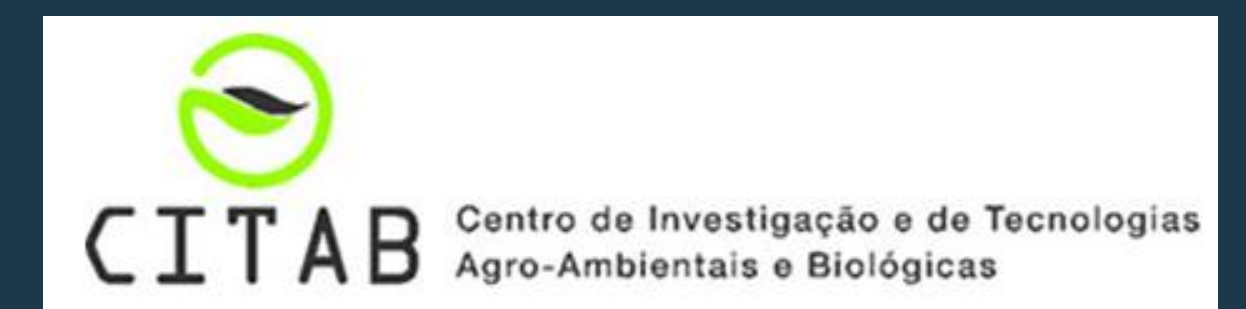 CITAB
Centro de Investigação e de Tecnologias
Agro-Ambientais e Biológicas